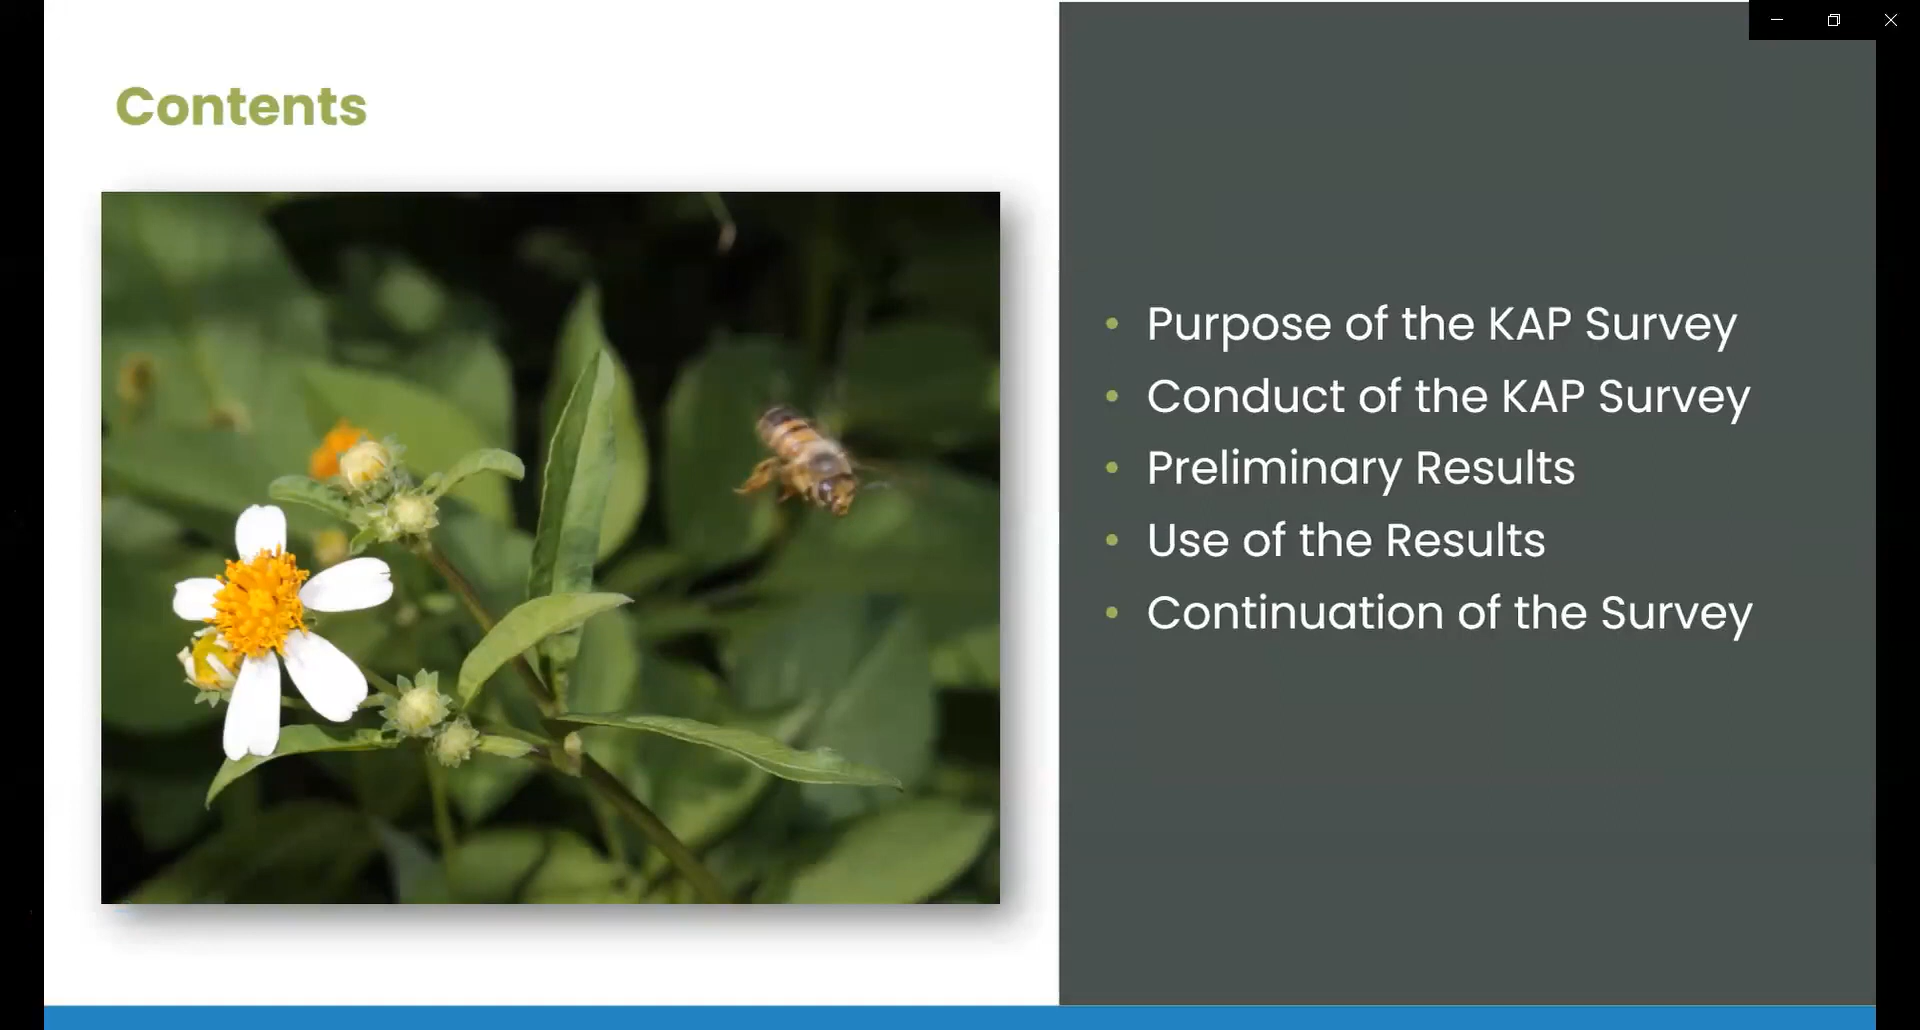 Contents
• Purpose of the KAP Survey
• Conduct of the KAP Survey
• Preliminary Results
• Use of the Results
• Continuation of the Survey